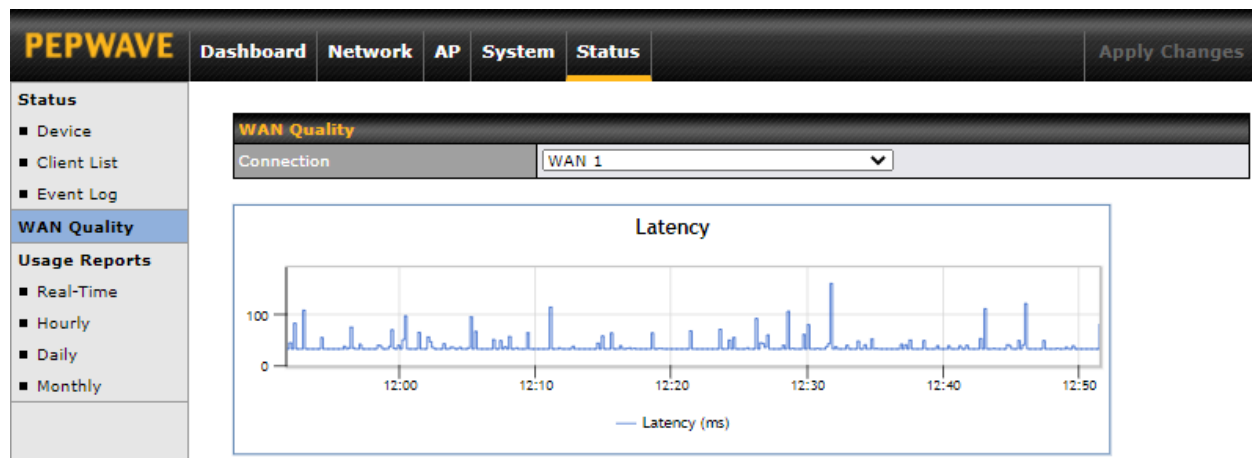 PEPWAVE
Dashboard Network AP System Status Apply Changes
Status
Device
Client List
Event Log
WAN Quality
Usage Reports
Real-Time
Hourly
Daily
Monthly
WAN Quality
Connection WAN 1
Latency
100
0
12:00 12:10 12:20 12:30 12:40 12:50
Latency (ms)